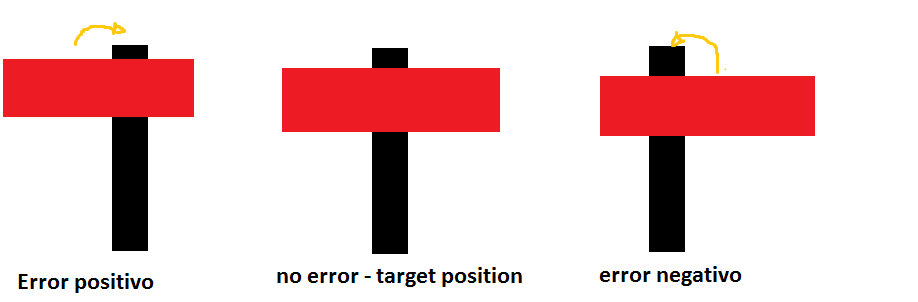 Error positivo
no error - target position
error negativo